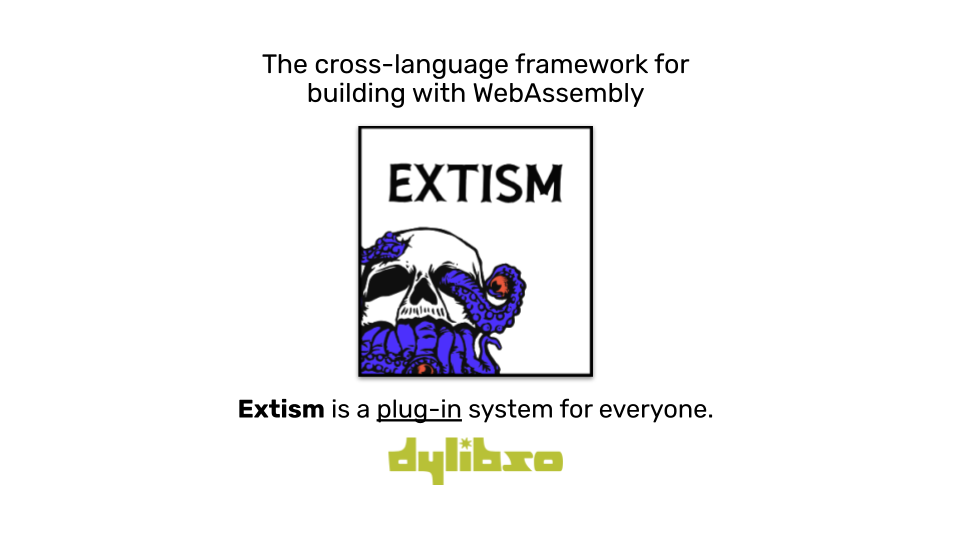 The cross-language framework for
building with WebAssembly
EXTISM
Extism is a plug-in system for everyone.
dylibso